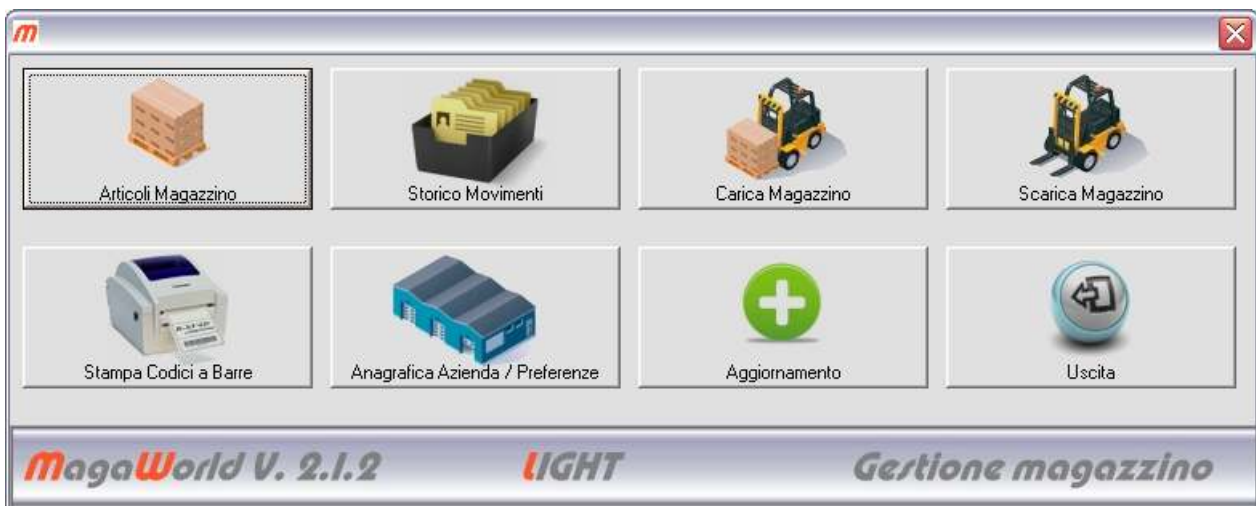 m
Articoli Magazzino
Storico Movimenti
Carica Magazzino
Scarica Magazzino
Stampa Codici a Barre
Anagrafica Azienda / Preferenze
Aggiornamento
Uscita
MagaWorld V. 2.1.2 LIGHT Gestione magazzino